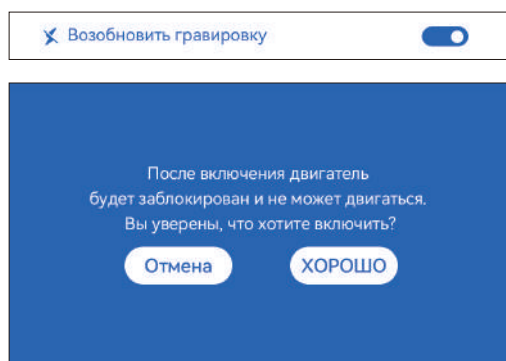 Возобновить гравировку
После включения двигатель
будет заблокирован и не может двигаться.
Вы уверены, что хотите включить?
Отмена ХОРОШО